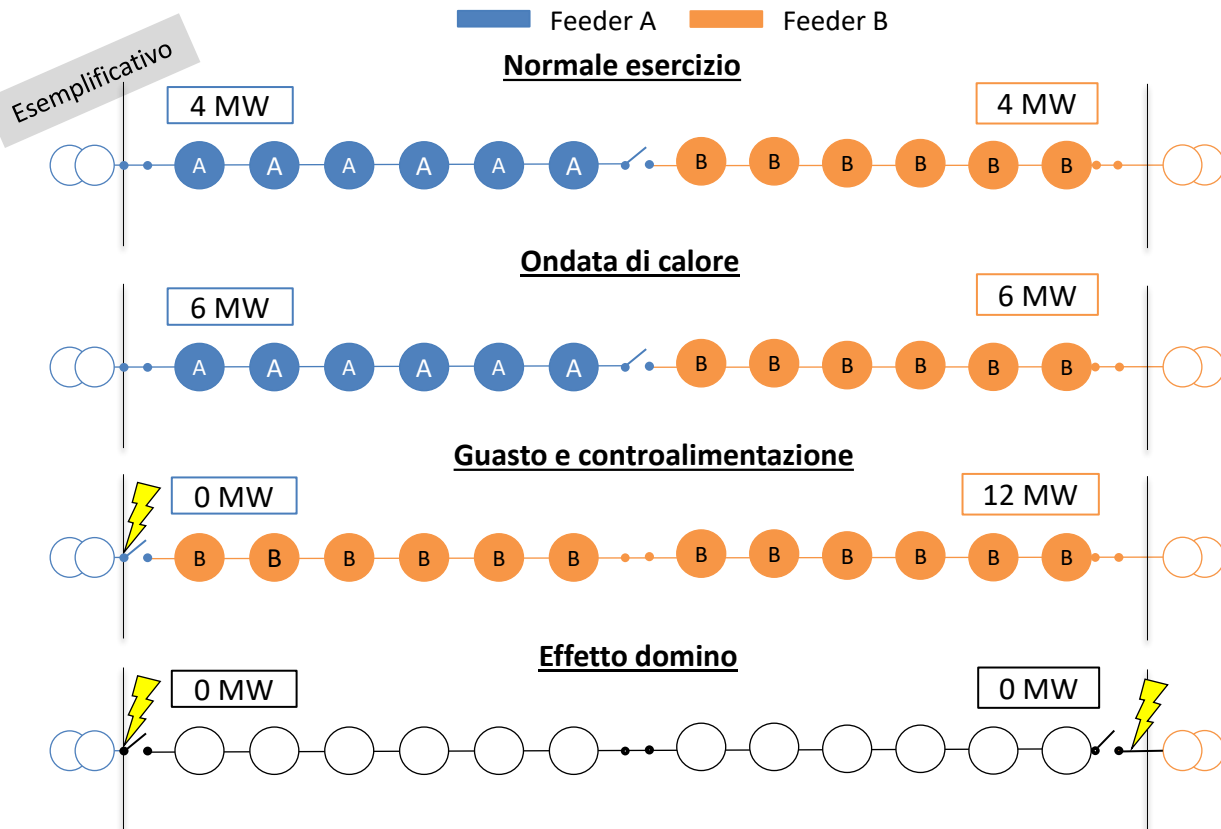 Feeder A Feeder B
Esemplificativo
Normale esercizio
4 MW 4 MW
A A A A A A B B B B B B
Ondata di calore
6 MW 6 MW
A A A A A A B B B B B B
Guasto e controalimentazione
0 MW 12 MW
B B B B B B B B B B B B
Effetto domino
0 MW 0 MW